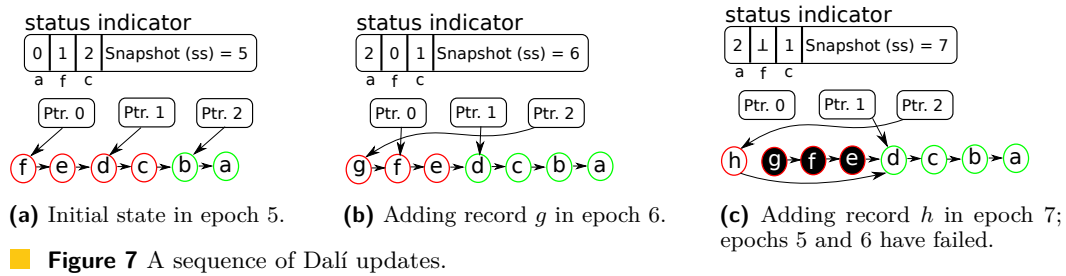 status indicator
0 1 2 Snapshot (ss) = 5
a f c
Ptr. 0 Ptr. 1 Ptr. 2
f e d c b a
(a) Initial state in epoch 5.
status indicator
2 0 1 Snapshot (ss) = 6
a f c
Ptr. 0 Ptr. 1 Ptr. 2
g f e d c b a
(b) Adding record g in epoch 6.
status indicator
2 ⊥ 1 Snapshot (ss) = 7
a f c
Ptr. 0 Ptr. 1 Ptr. 2
h g f e d c b a
(c) Adding record h in epoch 7;
epochs 5 and 6 have failed.
Figure 7 A sequence of Dalí updates.